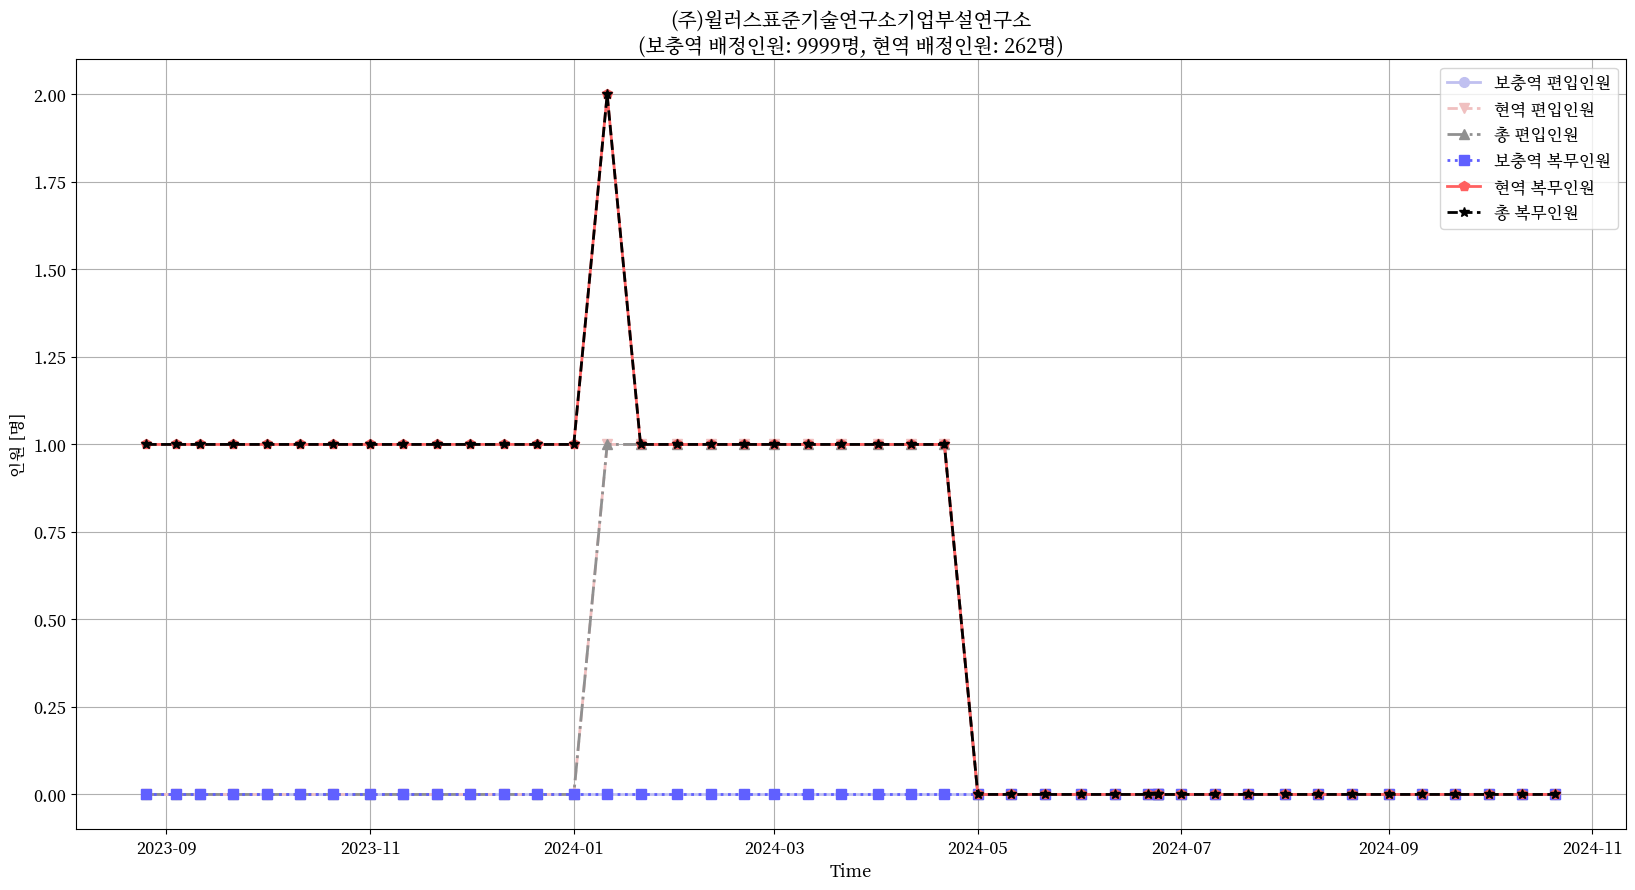 (주)윌러스표준기술연구소기업부설연구소
(보충역 배정인원: 9999명, 현역 배정인원: 262명)
보충역 편입인원
현역 편입인원
총 편입인원
보충역 복무인원
현역 복무인원
총 복무인원
인원 [명]
2.00
1.75
1.50
1.25
1.00
0.75
0.50
0.25
0.00
2023-09
2023-11
2024-01
2024-03
2024-05
2024-07
2024-09
2024-11
Time